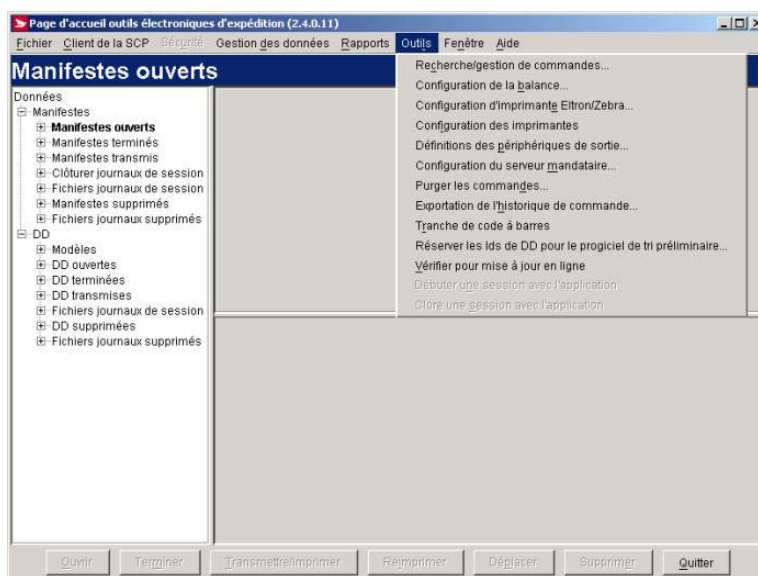 Page d'accueil outils électroniques d'expédition (2.4.0.11)
Fichier Client de la SCP Sécurité Gestion des données Rapports Outils Fenêtre Aide
Manifestes ouverts
Recherche/gestion de commandes...
Configuration de la balance...
Configuration d'imprimante Eltron/Zebra...
Configuration des imprimantes
Définitions des périphériques de sortie...
Configuration du serveur mandataire...
Purger les commandes...
Exportation de l'historique de commande...
Tranche de code à barres
Réserver les Ids de DD pour le progiciel de tri préliminaire...
Vérifier pour mise à jour en ligne
Débuter une session avec l'application
Clore une session avec l'application
Données
Manifestes
Manifestes ouverts
Manifestes terminés
Manifestes transmis
Clôturer journaux de session
Fichiers journaux de session
Manifestes supprimés
Fichiers journaux supprimés
DD
Modèles
DD ouvertes
DD terminées
DD transmises
Fichiers journaux de session
DD supprimées
Fichiers journaux supprimés
Ouvrir Terminer Transmettre/Imprimer Réimprimer Déplacer Supprimer Quitter